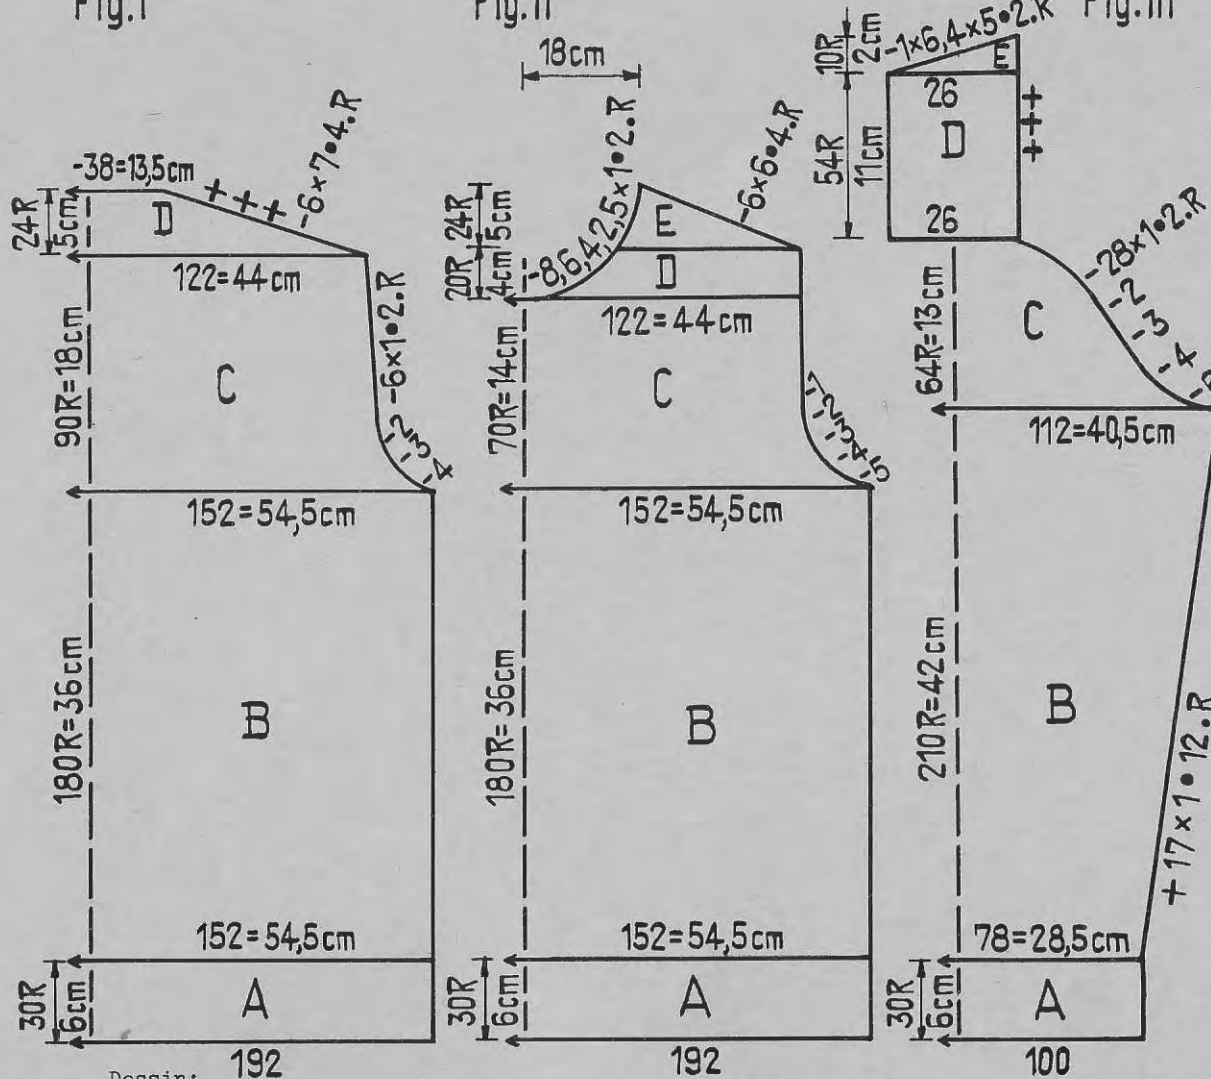 Fig.I
-38=13,5cm
+ + +
-6×7•4.R
24R
5cm
D
122=44cm
-6×1•2.R
-2
-3
-4
90R=18cm
C
152=54,5cm
180R=36cm
B
152=54,5cm
30R
6cm
A
192
Dessin:
Fig.II
18cm
-8,6,4,2,5×1•2.R
-6×6•4.R
24R
5cm
E
20R
4cm
D
122=44cm
70R=14cm
C
-7
-2
-3
-4
-5
152=54,5cm
180R=36cm
B
152=54,5cm
30R
6cm
A
192
Fig.III
-1×6,4×5•2.R
10R
2cm
E
26
+++
54R
11cm
D
26
-28×1•2.R
-2
-3
-4
64R=13cm
C
112=40,5cm
210R=42cm
B
+17×1•12.R
78=28,5cm
30R
6cm
A
100